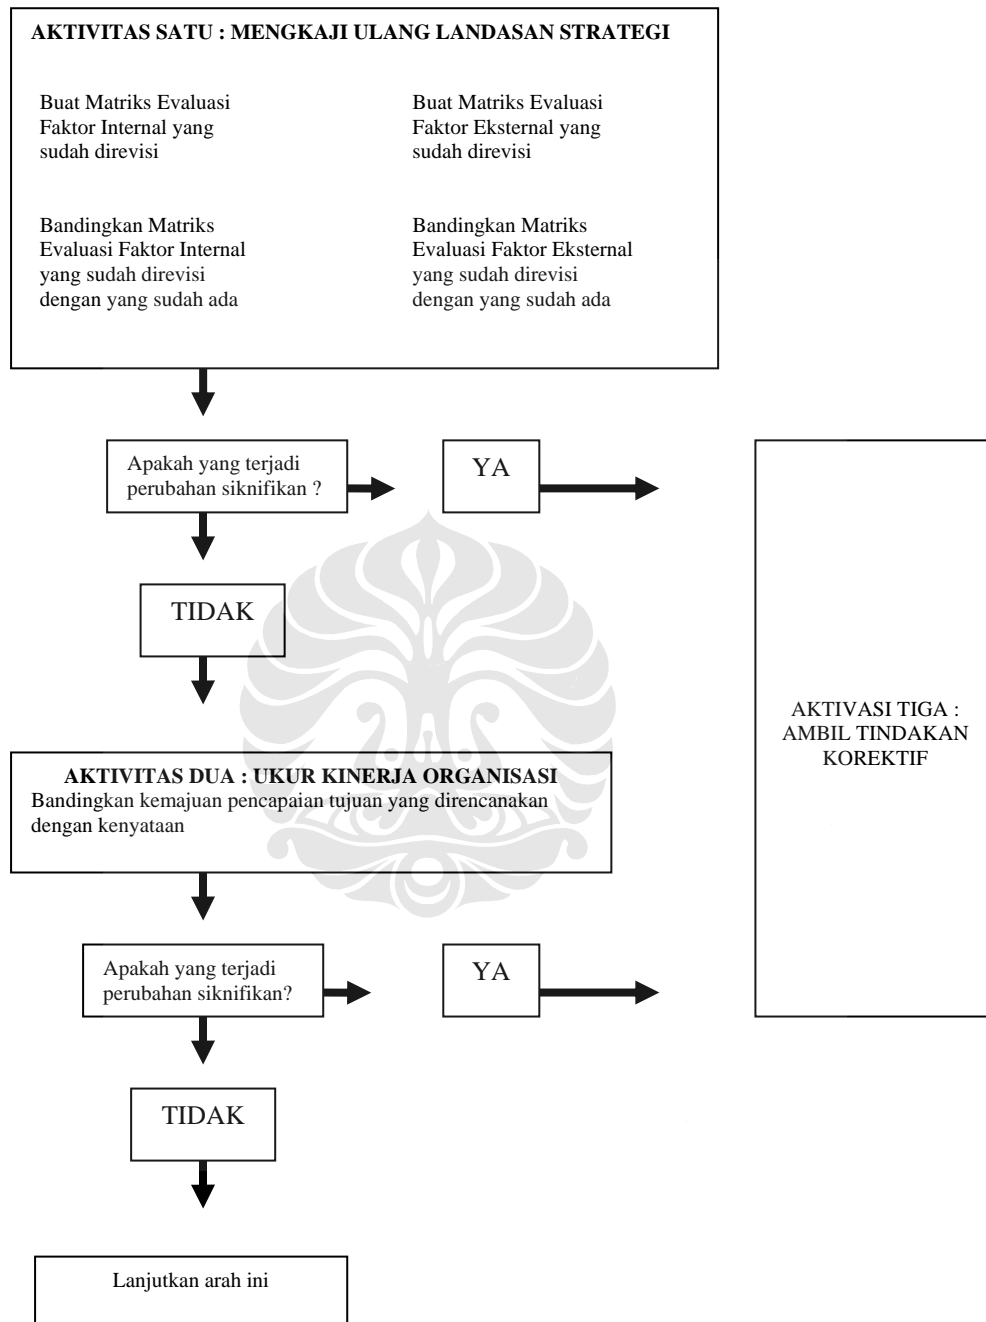 AKTIVITAS SATU : MENGKAJI ULANG LANDASAN STRATEGI
Buat Matriks Evaluasi
Faktor Internal yang
sudah direvisi
Buat Matriks Evaluasi
Faktor Eksternal yang
sudah direvisi
Bandingkan Matriks
Evaluasi Faktor Internal
yang sudah direvisi
dengan yang sudah ada
Bandingkan Matriks
Evaluasi Faktor Eksternal
yang sudah direvisi
dengan yang sudah ada
Apakah yang terjadi
perubahan siknifikan ?
YA
TIDAK
AKTIVASI TIGA :
AMBIL TINDAKAN
KOREKTIF
AKTIVITAS DUA : UKUR KINERJA ORGANISASI
Bandingkan kemajuan pencapaian tujuan yang direncanakan
dengan kenyataan
Apakah yang terjadi
perubahan siknifikan?
YA
TIDAK
Lanjutkan arah ini